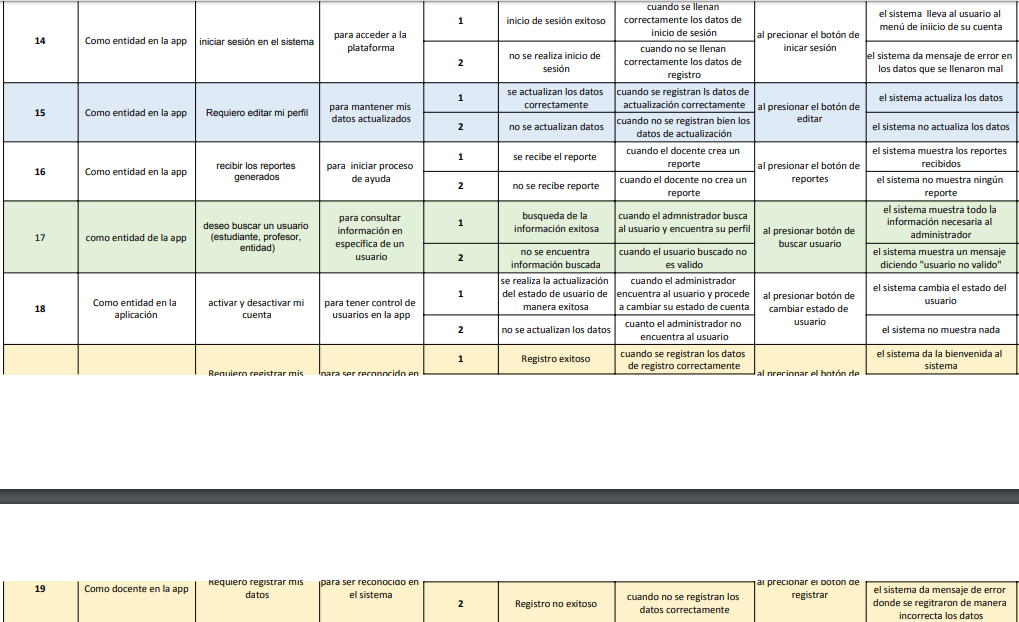 14
Como entidad en la app
iniciar sesión en el sistema
para acceder a la
plataforma
1
inicio de sesión exitoso
cuando se llenan
correctamente los datos de
inicio de sesión
al precionar el botón de
inicar sesión
el sistema lleva al usuario al
menú de iniicio de su cuenta
2
no se realiza inicio de
sesión
cuando no se llenan
correctamente los datos de
registro
el sistema da mensaje de error en
los datos que se llenaron mal
15
Como entidad en la app
Requiero editar mi perfil
para mantener mis
datos actualizados
1
se actualizan los datos
correctamente
cuando se registran ls datos de
actualización correctamente
al presionar el botón de
editar
el sistema actualiza los datos
2
no se actualizan datos
cuando no se registran bien los
datos de actualización
el sistema no actualiza los datos
16
Como entidad en la app
recibir los reportes
generados
para iniciar proceso
de ayuda
1
se recibe el reporte
cuando el docente crea un
reporte
al presionar el botón de
reportes
el sistema muestra los reportes
recibidos
2
no se recibe reporte
cuando el docente no crea un
reporte
el sistema no muestra ningún
reporte
17
como entidad de la app
deseo buscar un usuario
(estudiante, profesor,
entidad)
para consultar
información en
especifica de un
usuario
1
busqueda de la
información exitosa
cuando el admnistrador busca
al usuario y encuentra su perfil
al presionar botón de
buscar usuario
el sistema muestra todo la
información necesaria al
administrador
2
no se encuentra
información buscada
cuando el usuario buscado no
es valido
el sistema muestra un mensaje
diciendo "usuario no valido"
18
Como entidad en la
aplicación
activar y desactivar mi
cuenta
para tener control de
usuarios en la app
1
se realiza la actualización
del estado de usuario de
manera exitosa
cuando el administrador
encuentra al usuario y procede
a cambiar su estado de cuenta
al presionar botón de
cambiar estado de
usuario
el sistema cambia el estado del
usuario
2
no se actualizan los datos
cuanto el administrador no
encuentra al usuario
el sistema no muestra nada
Requiero registrar mis
para ser reconocido en
1
Registro exitoso
cuando se registran los datos
de registro correctamente
al precionar el botón de
el sistema da la bienvenida al
sistema
19
Como docente en la app
Requiero registrar mis
datos
para ser reconocido en
el sistema
2
Registro no exitoso
cuando no se registran los
datos correctamente
al precionar el botón de
registrar
el sistema da mensaje de error
donde se regitraron de manera
incorrecta los datos